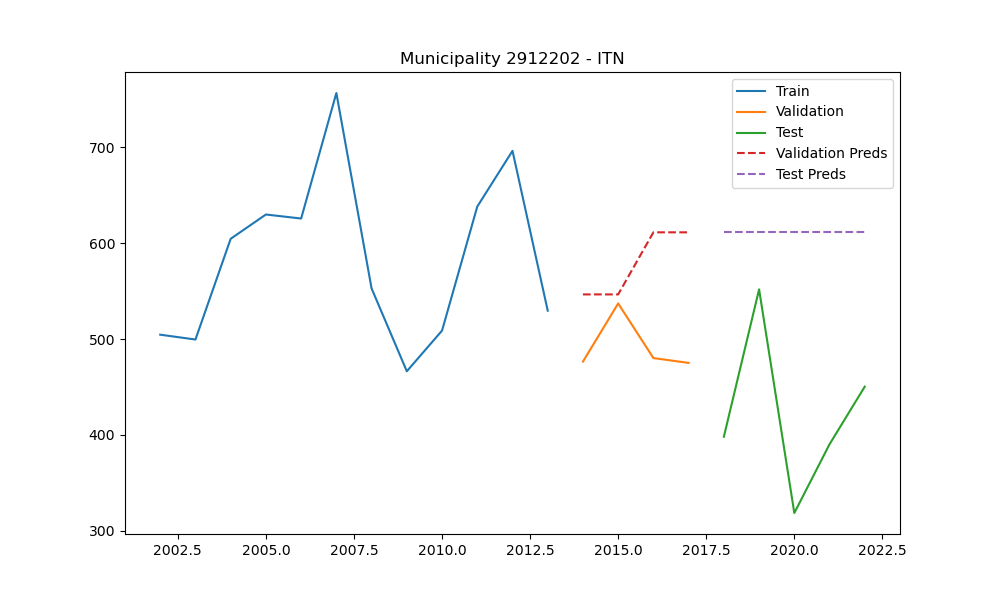 Municipality 2912202 - ITN
Train
Validation
Test
Validation Preds
Test Preds
700
600
500
400
300
2002.5 2005.0 2007.5 2010.0 2012.5 2015.0 2017.5 2020.0 2022.5